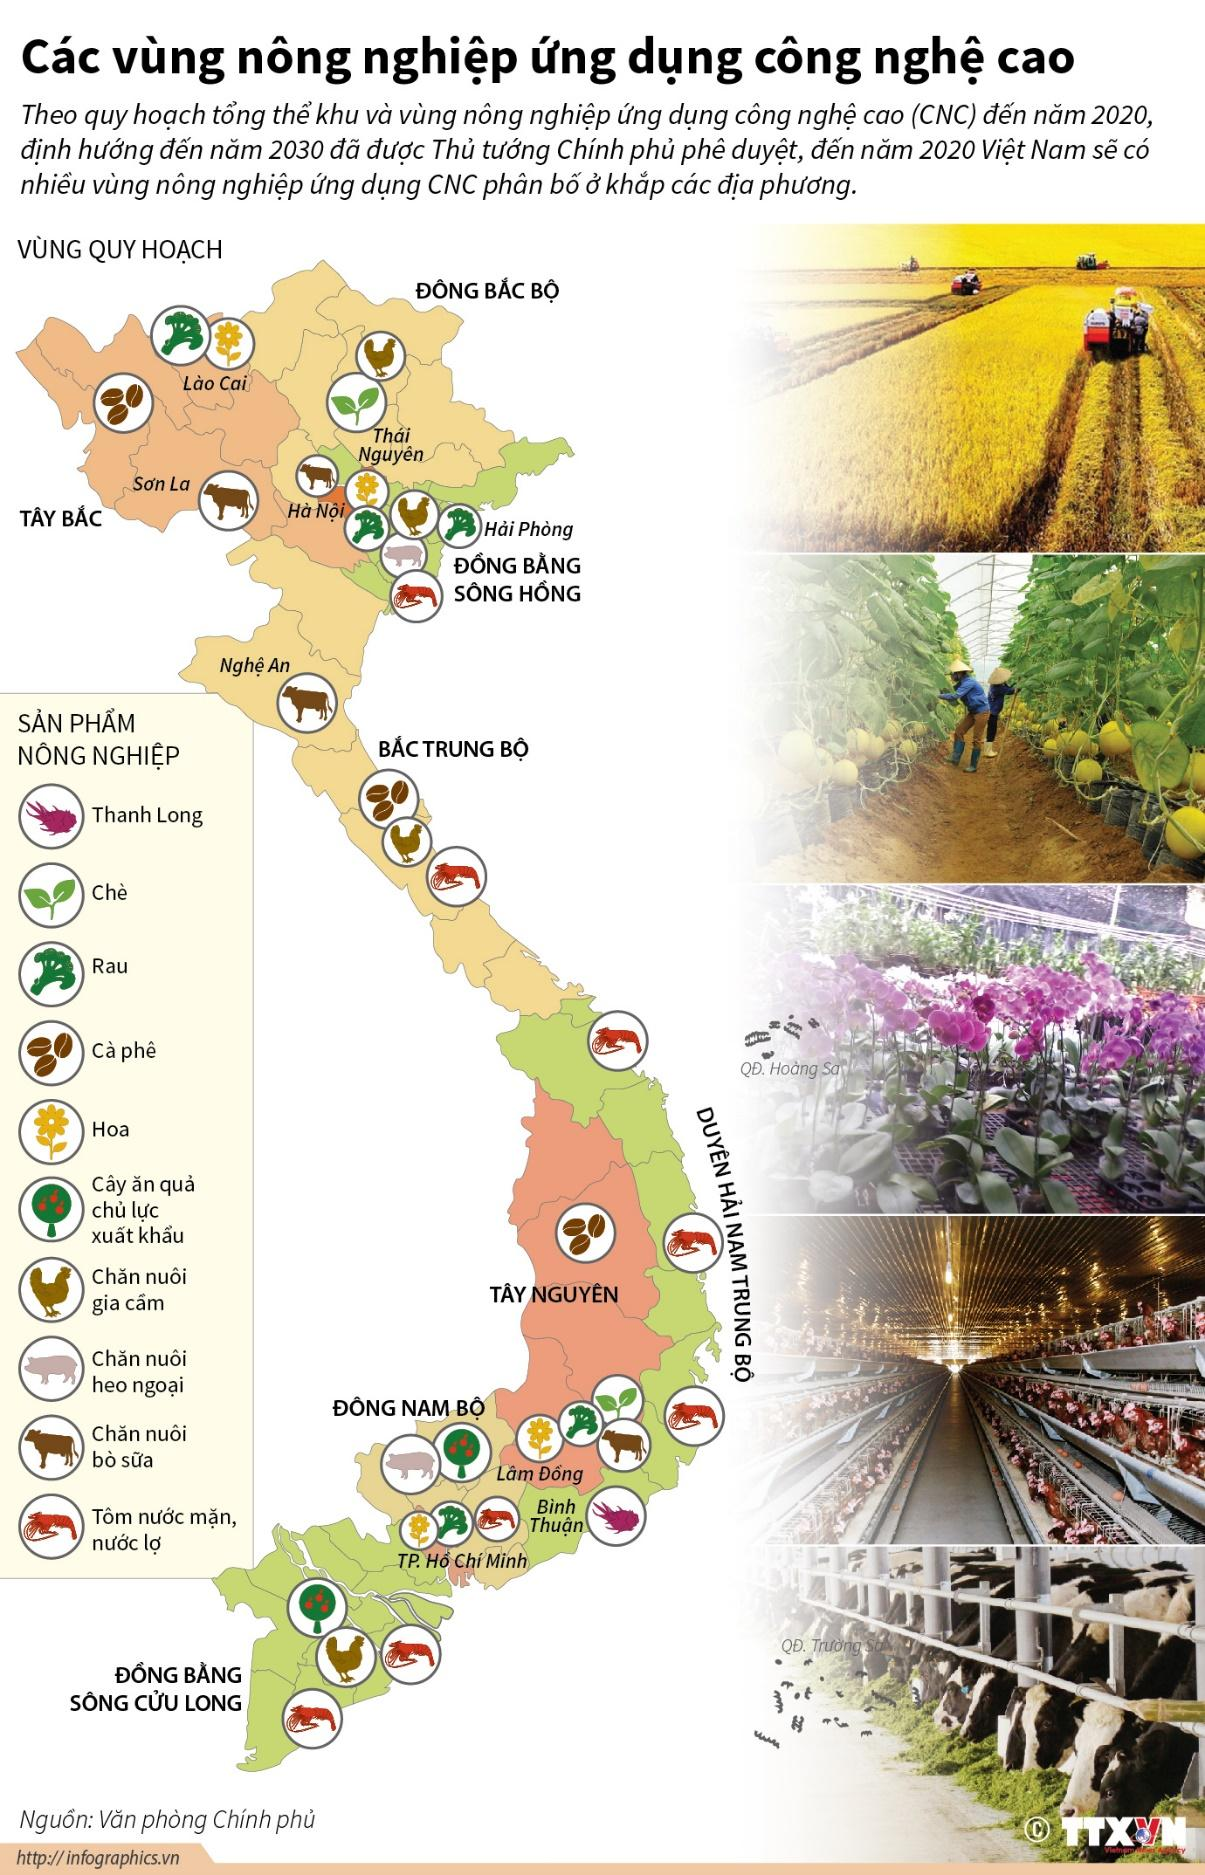 Các vùng nông nghiệp ứng dụng công nghệ cao
Theo quy hoạch tổng thể khu và vùng nông nghiệp ứng dụng công nghệ cao (CNC) đến năm 2020,
định hướng đến năm 2030 đã được Thủ tướng Chính phủ phê duyệt, đến năm 2020 Việt Nam sẽ có
nhiều vùng nông nghiệp ứng dụng CNC phân bố ở khắp các địa phương.
VÙNG QUY HOẠCH
ĐÔNG BẮC BỘ
Lào Cai
Thái
Nguyên
Sơn La
Hà Nội
TÂY BẮC
Hải Phòng
ĐỒNG BẰNG
SÔNG HỒNG
Nghệ An
BẮC TRUNG BỘ
SẢN PHẨM
NÔNG NGHIỆP
Thanh Long
Chè
Rau
Cà phê
Hoa
Cây ăn quả
chủ lực
xuất khẩu
Chăn nuôi
gia cầm
Chăn nuôi
heo ngoại
Chăn nuôi
bò sữa
Tôm nước mặn,
nước lợ
QĐ. Hoàng Sa
DUYÊN HẢI NAM TRUNG BỘ
TÂY NGUYÊN
ĐÔNG NAM BỘ
Lâm Đồng
Bình
Thuận
TP. Hồ Chí Minh
QĐ. Trường Sa
ĐỒNG BẰNG
SÔNG CỬU LONG
Nguồn: Văn phòng Chính phủ
© TTXVN
Vietnam News Agency
http://infographics.vn